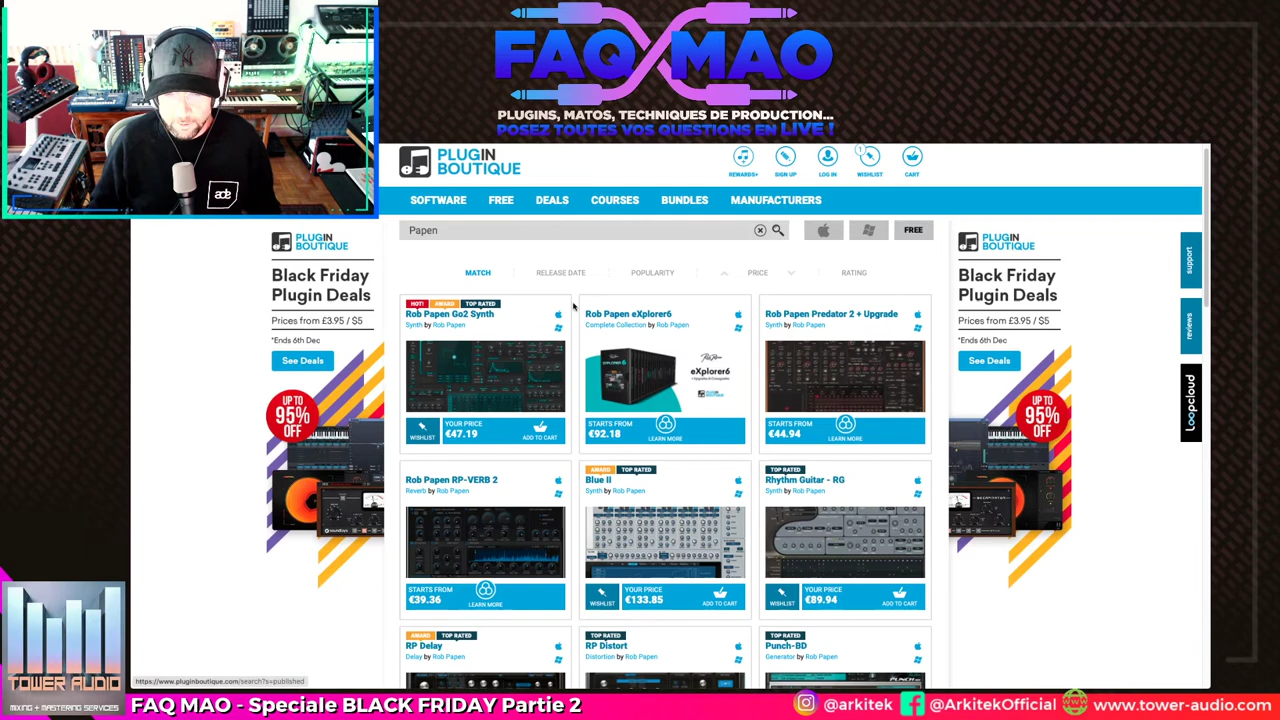 FAQ MAO
PLUGINS, MATOS, TECHNIQUES DE PRODUCTION...
POSEZ TOUTES VOS QUESTIONS EN LIVE !
ade
PLUGIN
BOUTIQUE
REWARDS+
SIGN UP
LOG IN
1
WISHLIST
CART
SOFTWARE FREE DEALS COURSES BUNDLES MANUFACTURERS
Papen
FREE
MATCH RELEASE DATE POPULARITY PRICE RATING
PLUGIN
BOUTIQUE
Black Friday
Plugin Deals
Prices from £3.95 / $5
*Ends 6th Dec
See Deals
UP TO
95%
OFF
HOT! AWARD TOP RATED
Rob Papen Go2 Synth
Synth by Rob Papen
WISHLIST
YOUR PRICE
€47.19
ADD TO CART
Rob Papen eXplorer6
Complete Collection by Rob Papen
eXplorer6
STARTS FROM
€92.18
LEARN MORE
Rob Papen Predator 2 + Upgrade
Synth by Rob Papen
STARTS FROM
€44.94
LEARN MORE
Rob Papen RP-VERB 2
Reverb by Rob Papen
STARTS FROM
€39.36
LEARN MORE
AWARD TOP RATED
Blue II
Synth by Rob Papen
WISHLIST
YOUR PRICE
€133.85
ADD TO CART
TOP RATED
Rhythm Guitar - RG
Synth by Rob Papen
WISHLIST
YOUR PRICE
€89.94
ADD TO CART
AWARD TOP RATED
RP Delay
Delay by Rob Papen
TOP RATED
RP Distort
Distortion by Rob Papen
TOP RATED
Punch-BD
Generator by Rob Papen
PLUGIN
BOUTIQUE
Black Friday
Plugin Deals
Prices from £3.95 / $5
*Ends 6th Dec
See Deals
UP TO
95%
OFF
support
reviews
loopcloud
https://www.pluginboutique.com/search?s=published
TOWER AUDIO
MIXING + MASTERING SERVICES
FAQ MAO - Speciale BLACK FRIDAY Partie 2
@arkitek
@ArkitekOfficial
www.tower-audio.com